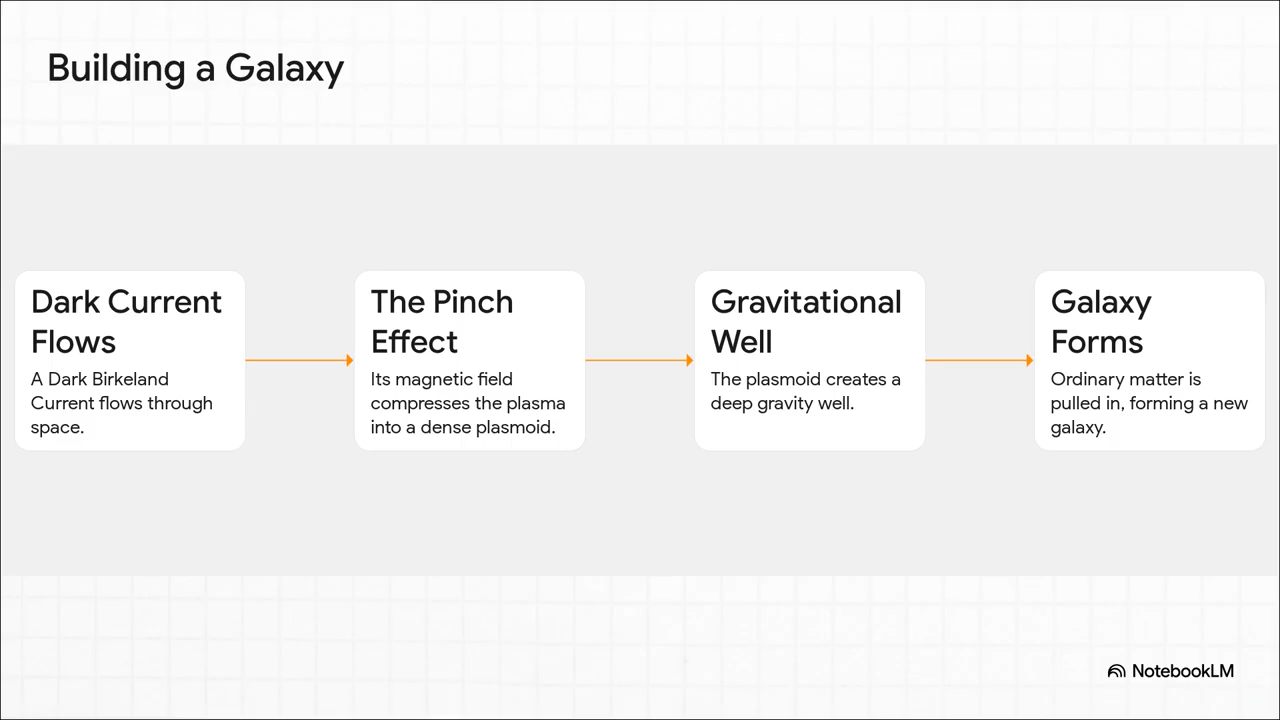 Building a Galaxy
Dark Current
Flows
A Dark Birkeland
Current flows through
space.
The Pinch
Effect
Its magnetic field
compresses the plasma
into a dense plasmoid.
Gravitational
Well
The plasmoid creates a
deep gravity well.
Galaxy
Forms
Ordinary matter is
pulled in, forming a new
galaxy.
NotebookLM